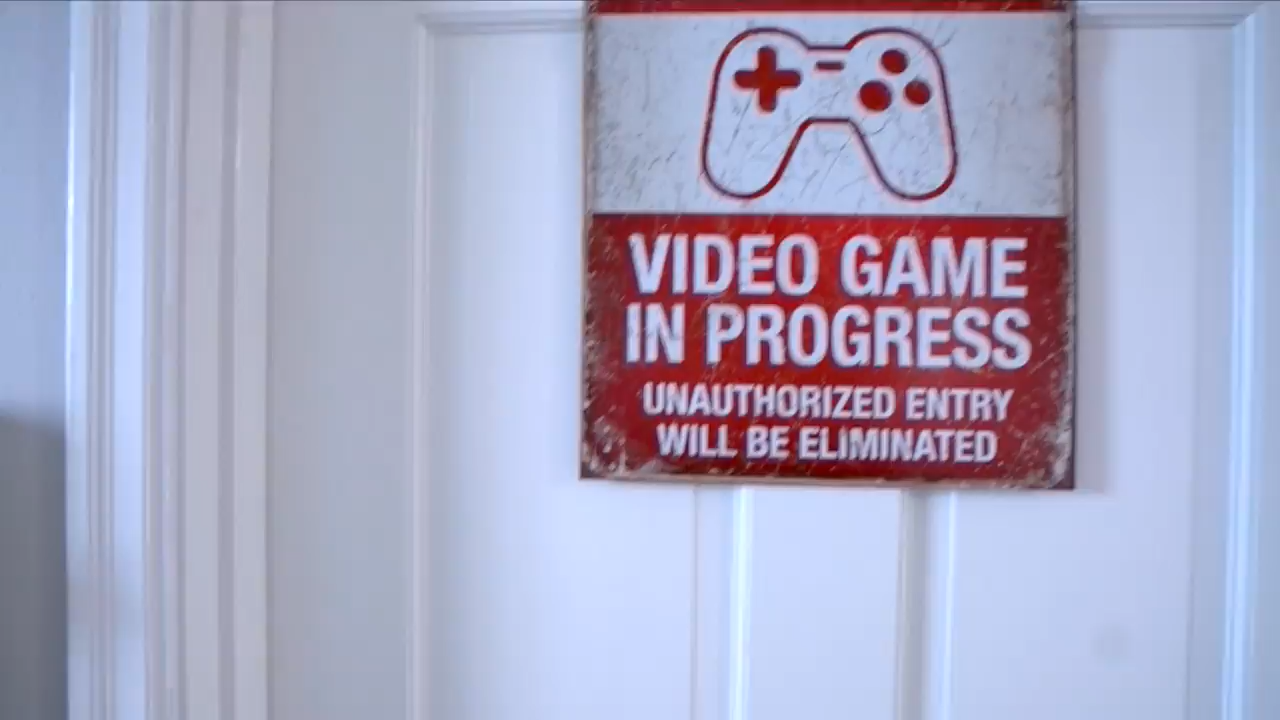 VIDEO GAME
IN PROGRESS
UNAUTHORIZED ENTRY
WILL BE ELIMINATED